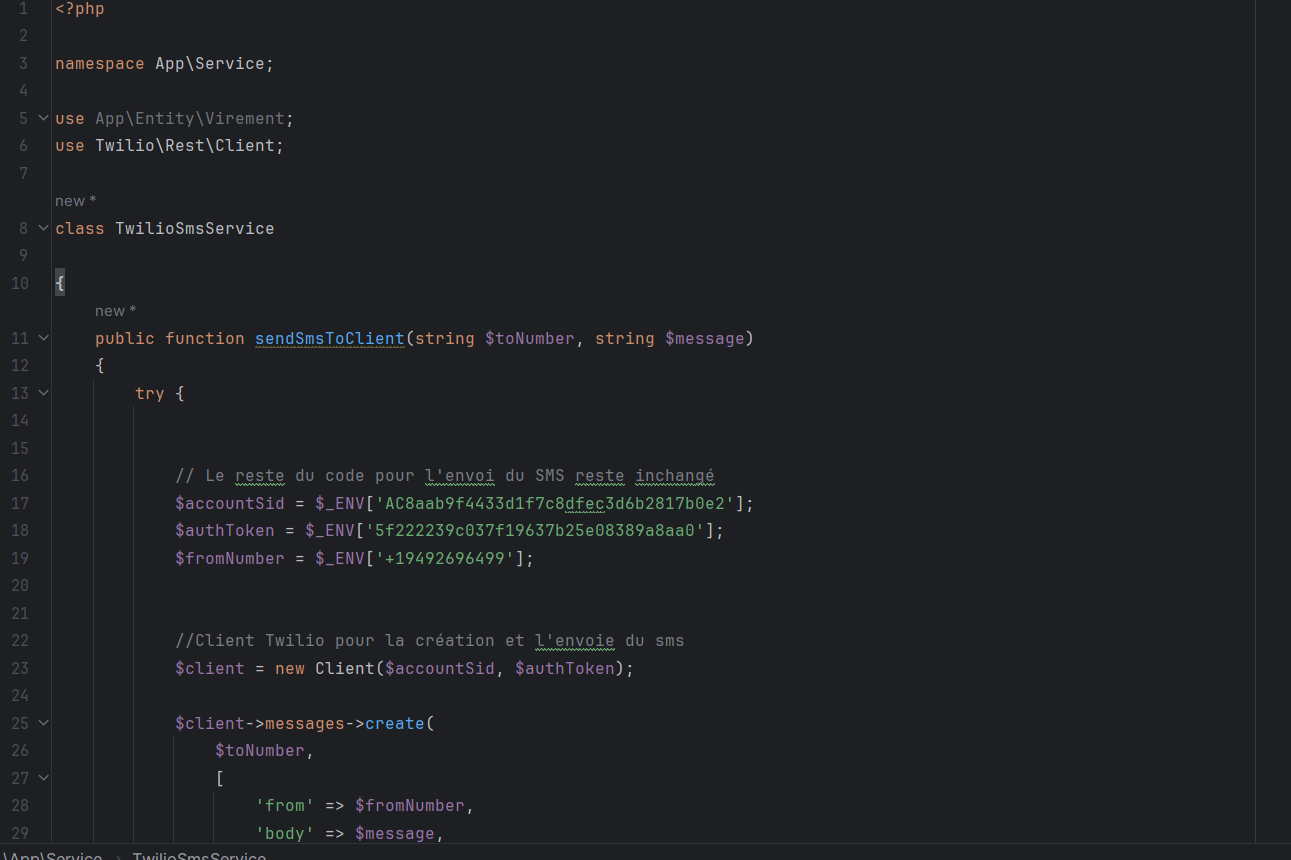 1 <?php
2
3 namespace App\Service;
4
5 use App\Entity\Virement;
6 use Twilio\Rest\Client;
7
new *
8 class TwilioSmsService
9
10 {
new *
11 public function sendSmsToClient(string $toNumber, string $message)
12 {
13 try {
14
15
16 // Le reste du code pour l'envoi du SMS reste inchangé
17 $accountSid = $_ENV['AC8aab9f4433d1f7c8dfec3d6b2817b0e2'];
18 $authToken = $_ENV['5f222239c037f19637b25e08389a8aa0'];
19 $fromNumber = $_ENV['+19492696499'];
20
21
22 //Client Twilio pour la création et l'envoie du sms
23 $client = new Client($accountSid, $authToken);
24
25 $client->messages->create(
26 $toNumber,
27 [
28 'from' => $fromNumber,
29 'body' => $message,
\App\Service › TwilioSmsService